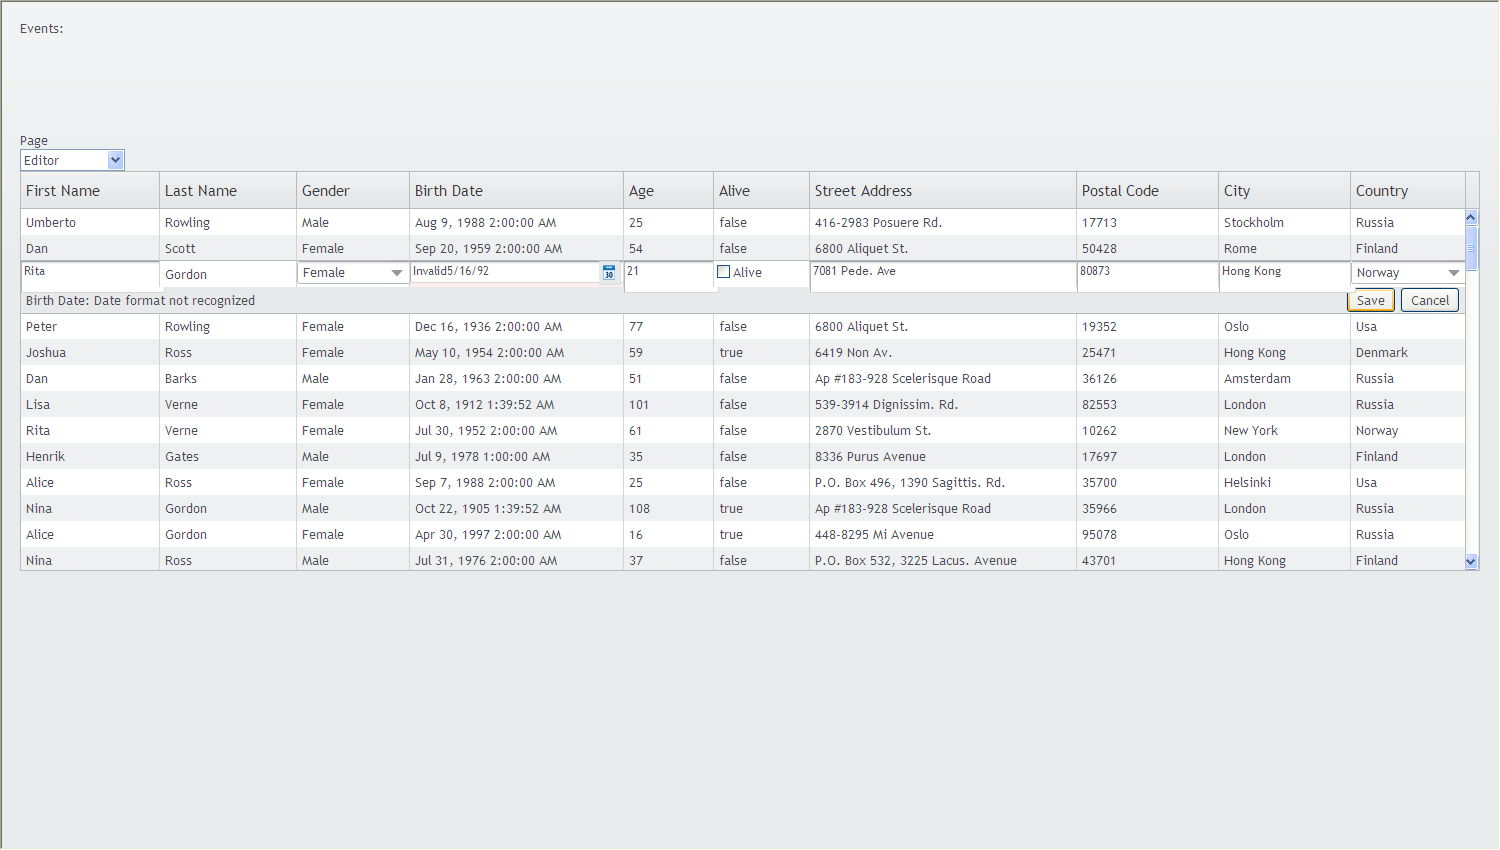 Events:
Page
Editor
First Name Last Name Gender Birth Date Age Alive Street Address Postal Code City Country
Umberto Rowling Male Aug 9, 1988 2:00:00 AM 25 false 416-2983 Posuere Rd. 17713 Stockholm Russia
Dan Scott Female Sep 20, 1959 2:00:00 AM 54 false 6800 Aliquet St. 50428 Rome Finland
Rita Gordon Female Invalid5/16/92 30 21 Alive 7081 Pede. Ave 80873 Hong Kong Norway
Birth Date: Date format not recognized Save Cancel
Peter Rowling Female Dec 16, 1936 2:00:00 AM 77 false 6800 Aliquet St. 19352 Oslo Usa
Joshua Ross Female May 10, 1954 2:00:00 AM 59 true 6419 Non Av. 25471 Hong Kong Denmark
Dan Barks Male Jan 28, 1963 2:00:00 AM 51 false Ap #183-928 Scelerisque Road 36126 Amsterdam Russia
Lisa Verne Female Oct 8, 1912 1:39:52 AM 101 false 539-3914 Dignissim. Rd. 82553 London Russia
Rita Verne Female Jul 30, 1952 2:00:00 AM 61 false 2870 Vestibulum St. 10262 New York Norway
Henrik Gates Male Jul 9, 1978 1:00:00 AM 35 false 8336 Purus Avenue 17697 London Finland
Alice Ross Female Sep 7, 1988 2:00:00 AM 25 false P.O. Box 496, 1390 Sagittis. Rd. 35700 Helsinki Usa
Nina Gordon Male Oct 22, 1905 1:39:52 AM 108 true Ap #183-928 Scelerisque Road 35966 London Russia
Alice Gordon Female Apr 30, 1997 2:00:00 AM 16 true 448-8295 Mi Avenue 95078 Oslo Russia
Nina Ross Male Jul 31, 1976 2:00:00 AM 37 false P.O. Box 532, 3225 Lacus. Avenue 43701 Hong Kong Finland